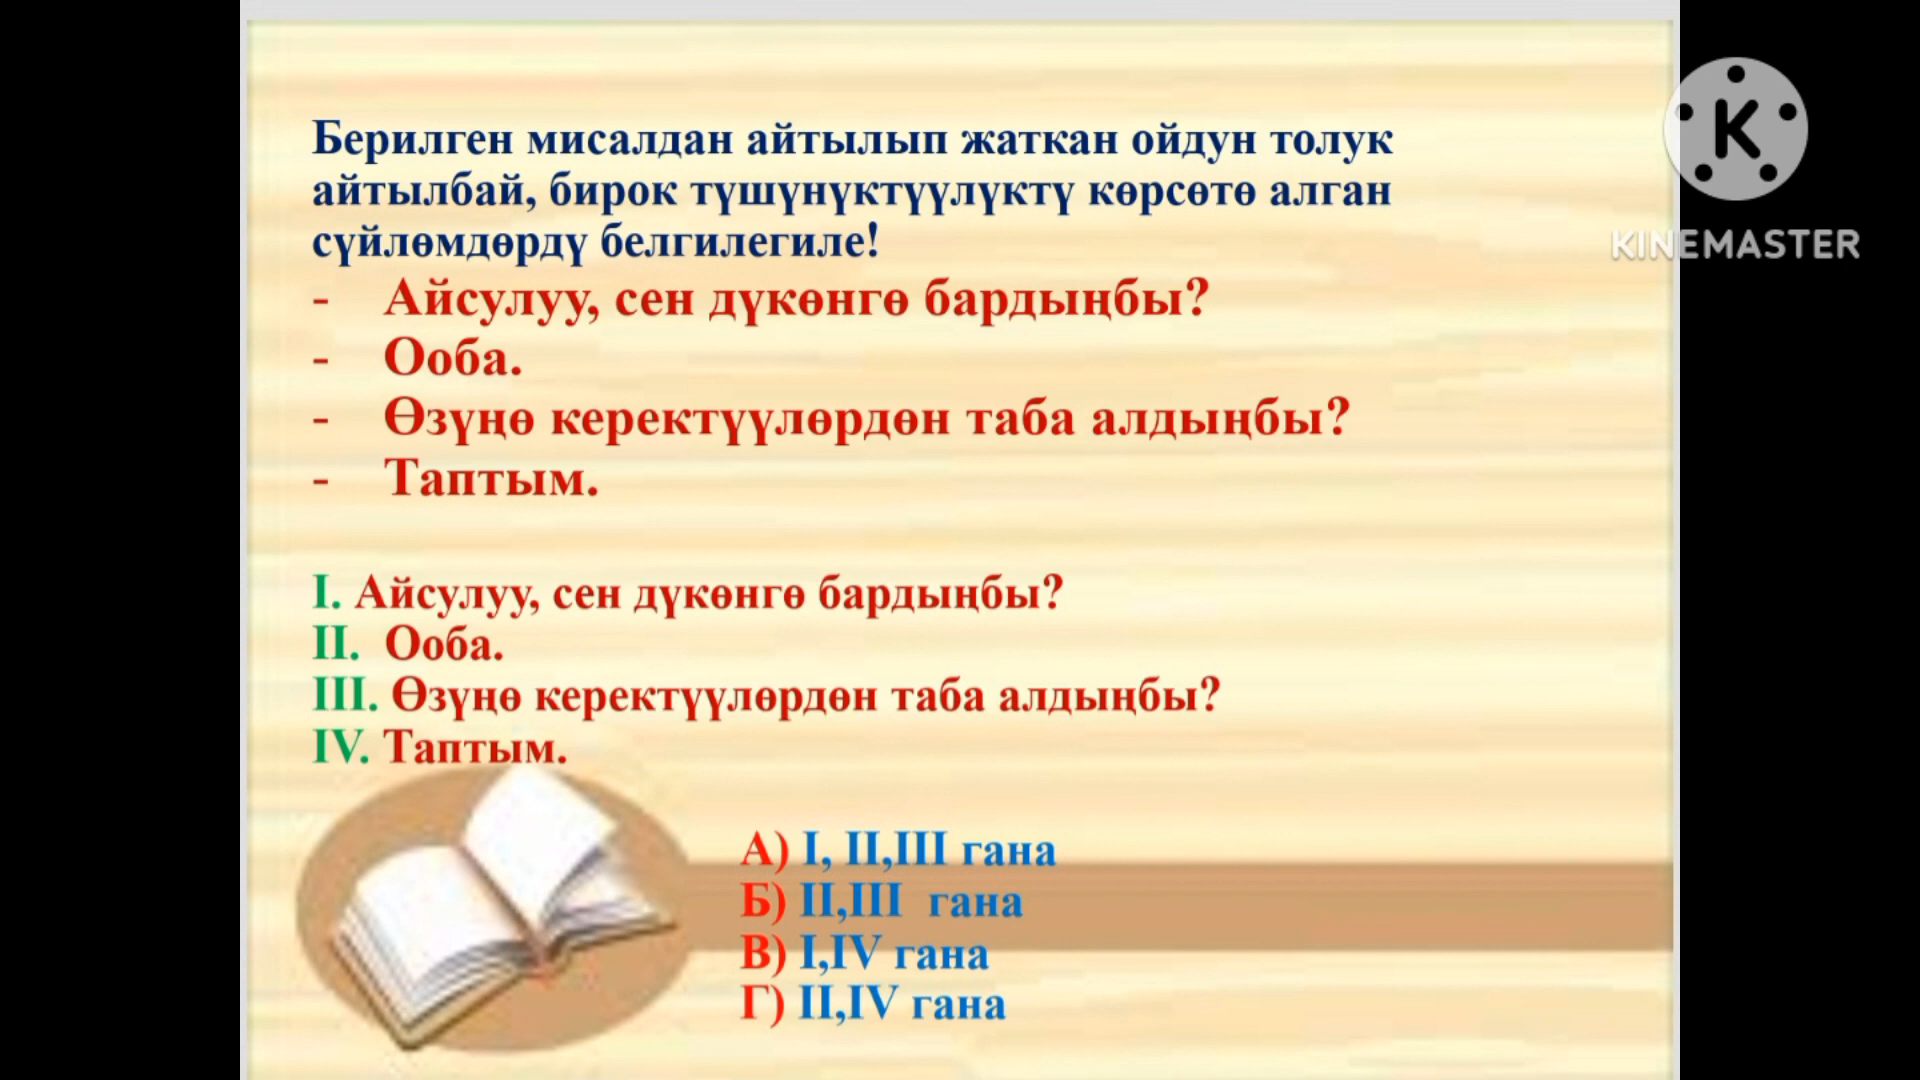 Берилген мисалдан айтылып жаткан ойдун толук
айтылбай, бирок түшүнүктүүлүктү көрсөтө алган
сүйлөмдөрдү белгилегиле!
- Айсулуу, сен дүкөнгө бардыңбы?
- Ооба.
- Өзүңө керектүүлөрдөн таба алдыңбы?
- Таптым.
I. Айсулуу, сен дүкөнгө бардыңбы?
II. Ооба.
III. Өзүңө керектүүлөрдөн таба алдыңбы?
IV. Таптым.
А) I, II,III гана
Б) II,III гана
В) I,IV гана
Г) II,IV гана
K
KINEMASTER